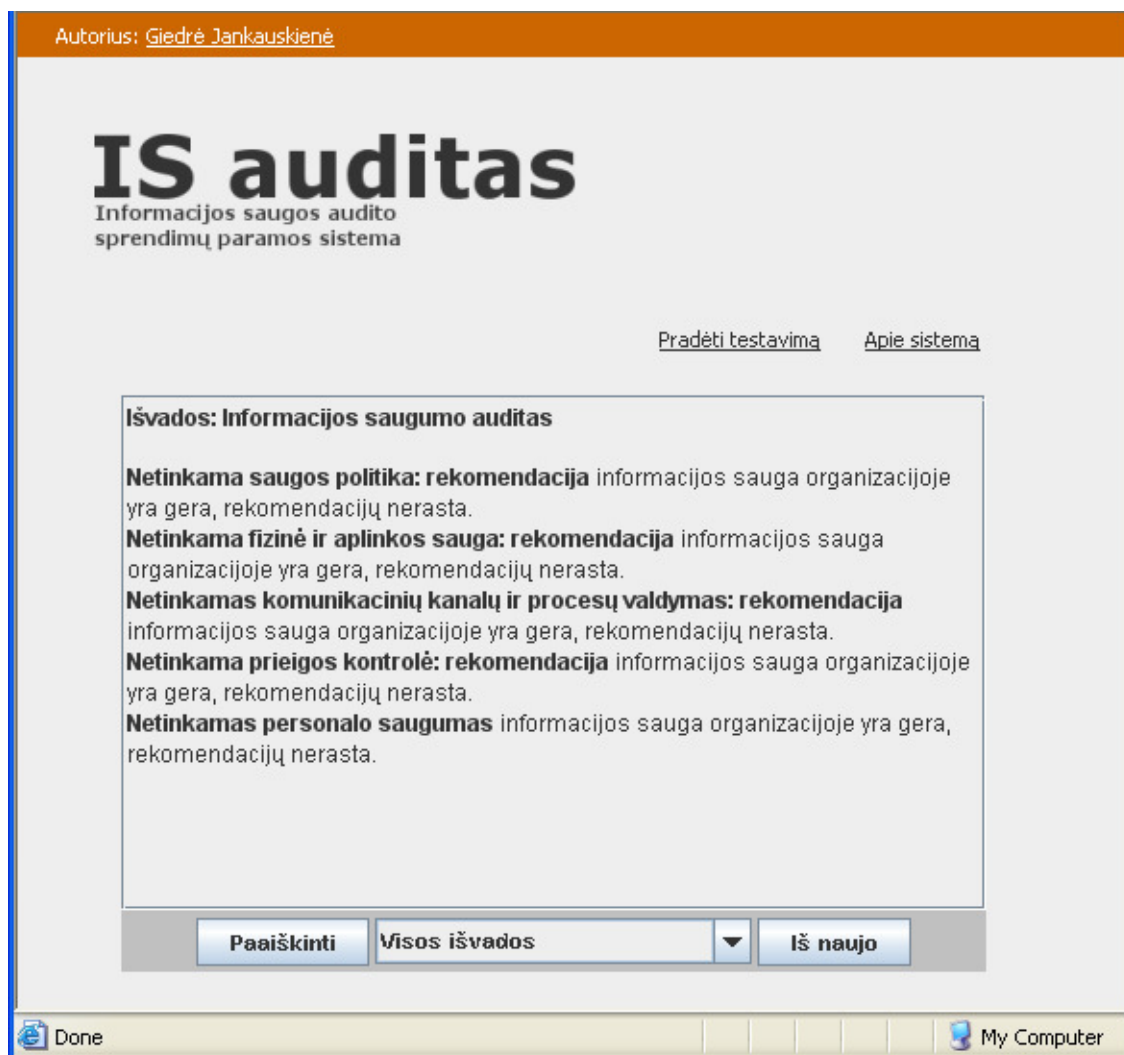 Autorius: Giedrė Jankauskienė
IS auditas
Informacijos saugos audito
sprendimų paramos sistema
Pradėti testavimą Apie sistemą
Išvados: Informacijos saugumo auditas
Netinkama saugos politika: rekomendacija informacijos sauga organizacijoje
yra gera, rekomendacijų nerasta.
Netinkama fizinė ir aplinkos sauga: rekomendacija informacijos sauga
organizacijoje yra gera, rekomendacijų nerasta.
Netinkamas komunikacinių kanalų ir procesų valdymas: rekomendacija
informacijos sauga organizacijoje yra gera, rekomendacijų nerasta.
Netinkama prieigos kontrolė: rekomendacija informacijos sauga organizacijoje
yra gera, rekomendacijų nerasta.
Netinkamas personalo saugumas informacijos sauga organizacijoje yra gera,
rekomendacijų nerasta.
Paaiškinti Visos išvados Iš naujo
Done My Computer